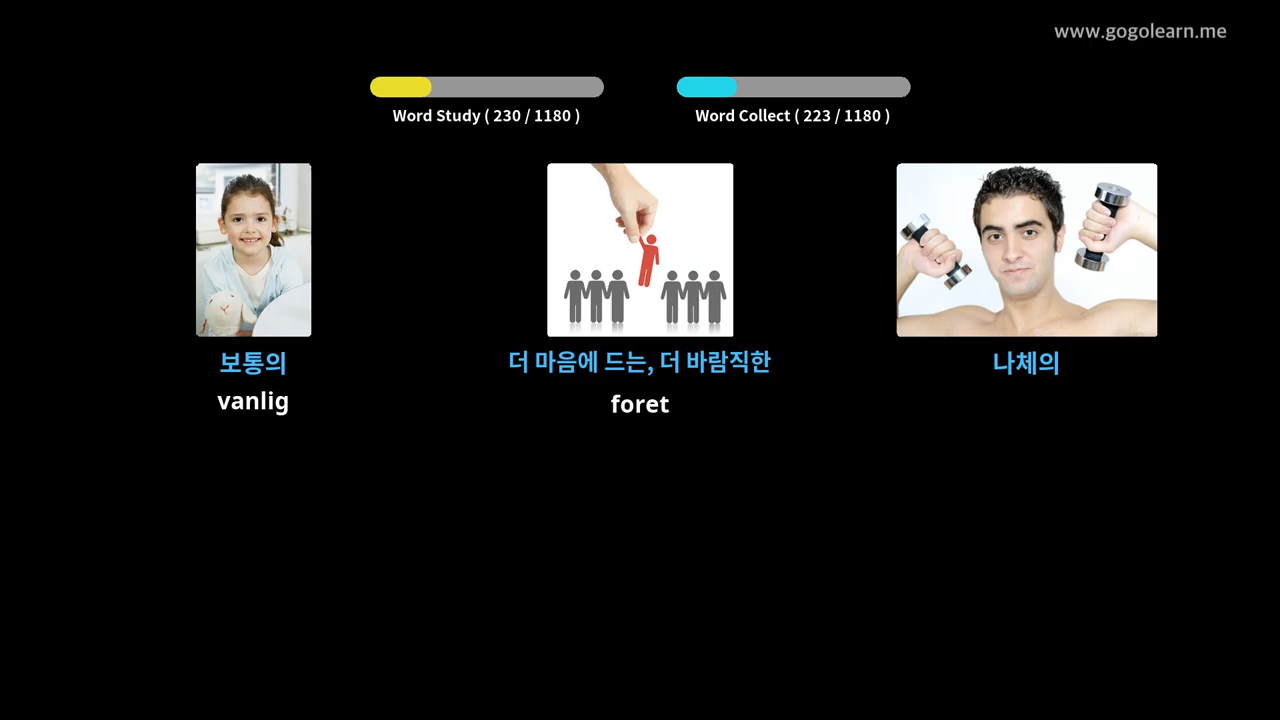 www.gogolearn.me
Word Study ( 230 / 1180 )
Word Collect ( 223 / 1180 )
보통의
더 마음에 드는, 더 바람직한
나체의
vanlig
foret